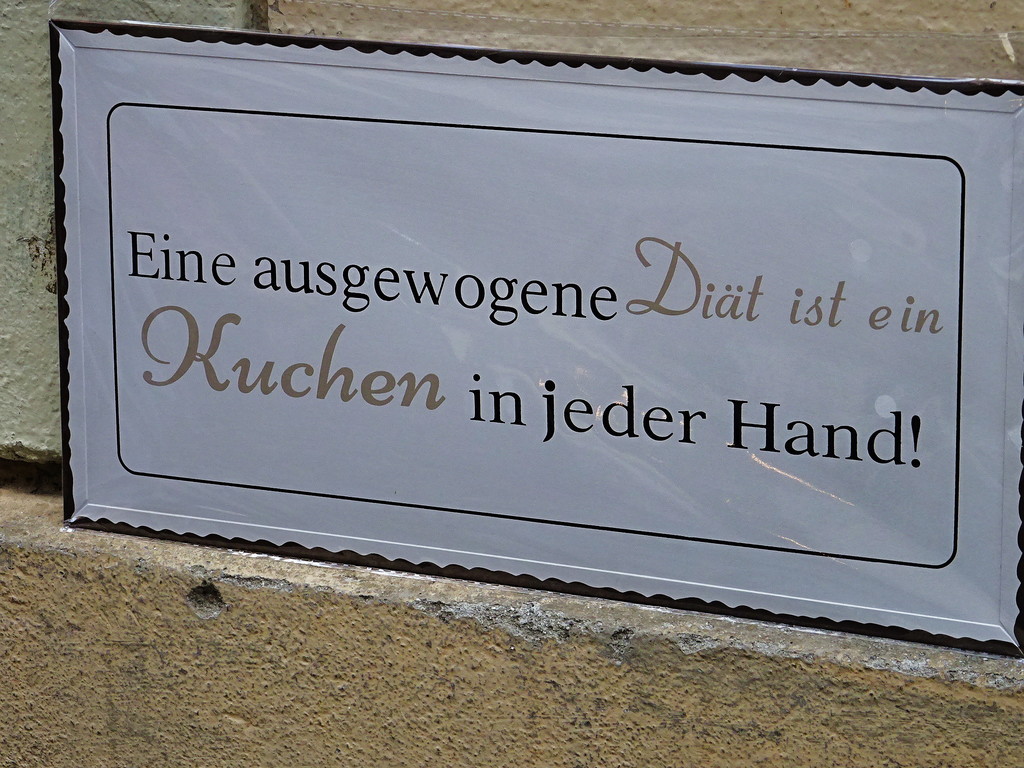 Eine ausgewogene Diät ist ein
Kuchen in jeder Hand!